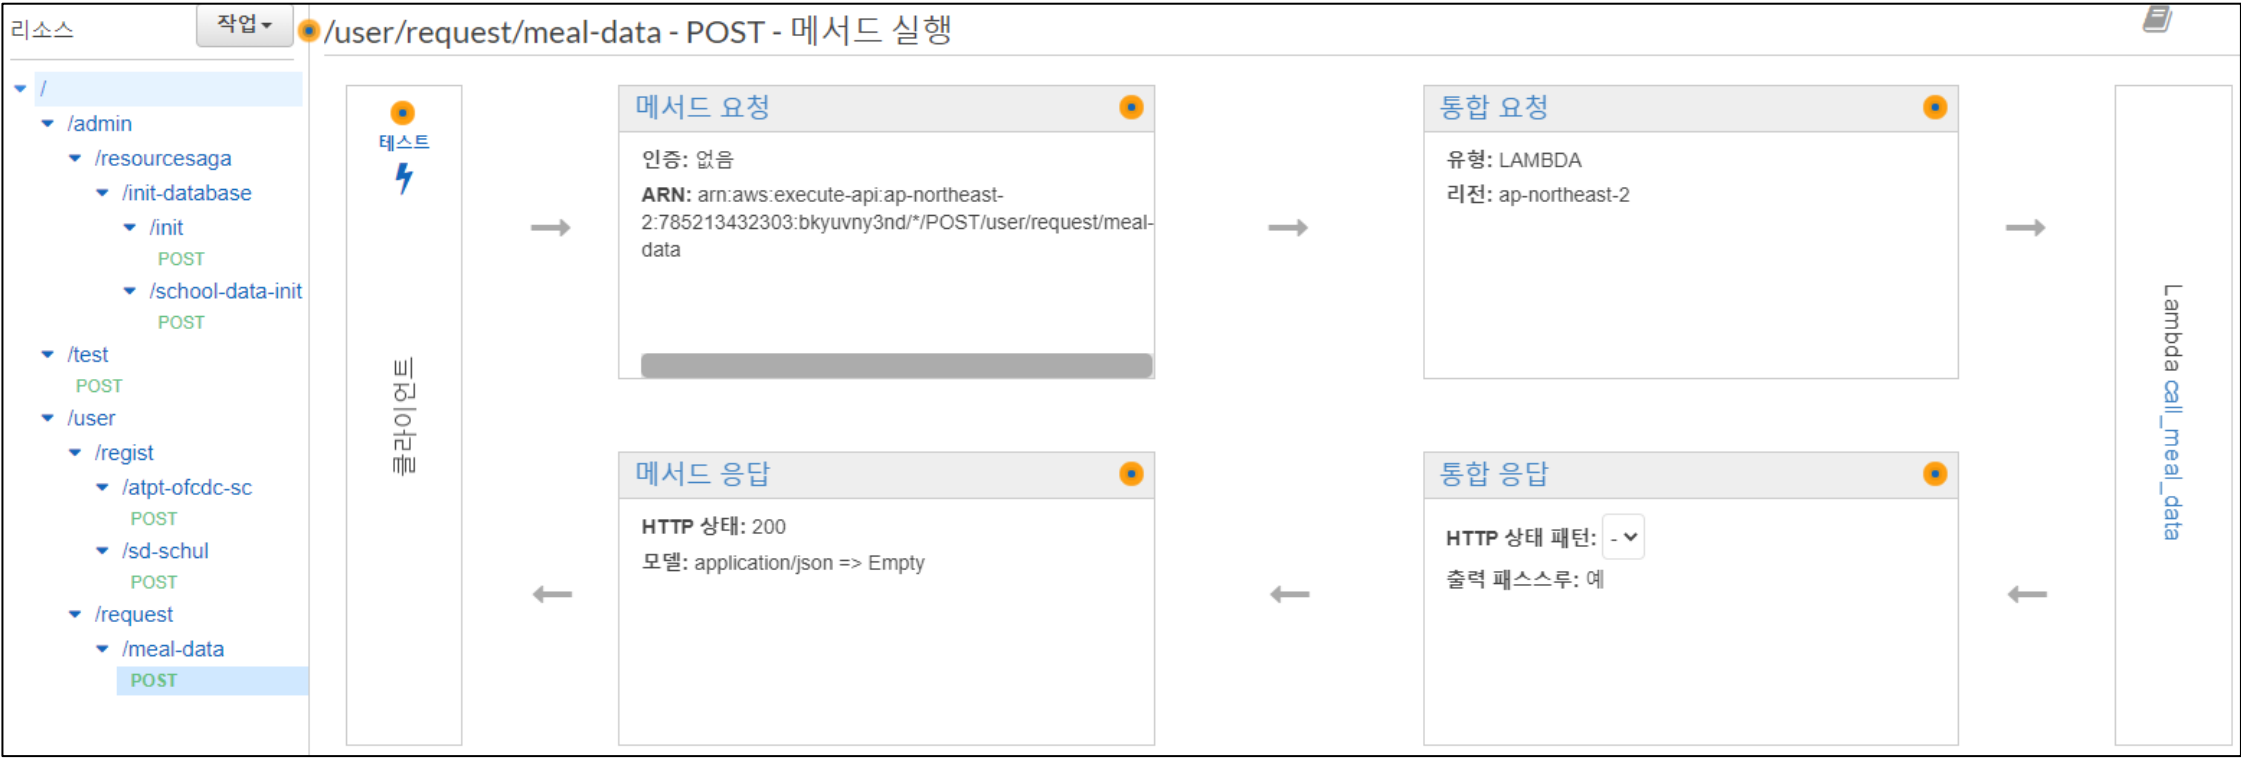 리소스
작업
/user/request/meal-data - POST - 메서드 실행
/
/admin
/resourcesaga
/init-database
/init
POST
/school-data-init
POST
/test
POST
/user
/regist
/atpt-ofcdc-sc
POST
/sd-schul
POST
/request
/meal-data
POST
테스트
클라이언트
메서드 요청
인증: 없음
ARN: arn:aws:execute-api:ap-northeast-
2:785213432303:bkyuvny3nd/*/POST/user/request/meal-
data
통합 요청
유형: LAMBDA
리전: ap-northeast-2
Lambda call_meal_data
메서드 응답
HTTP 상태: 200
모델: application/json => Empty
통합 응답
HTTP 상태 패턴: -
출력 패스스루: 예